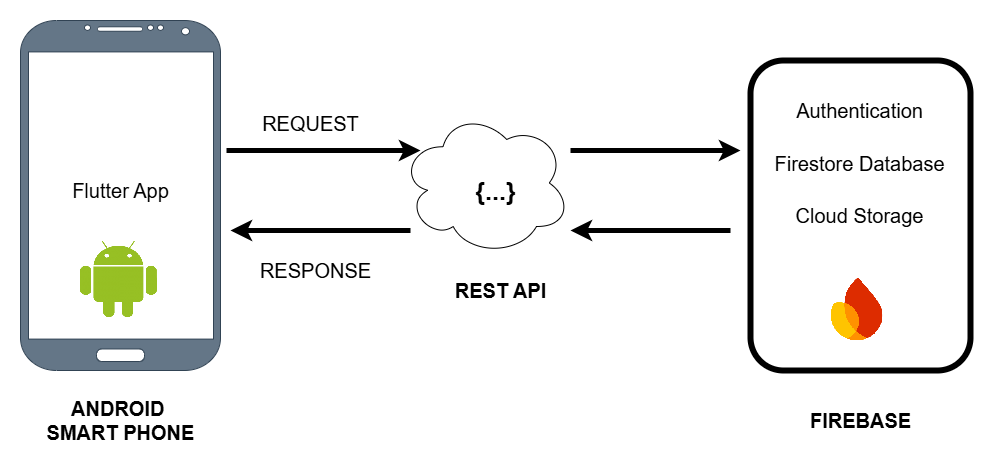 Flutter App
ANDROID
SMART PHONE
REQUEST
RESPONSE
{...}
REST API
Authentication
Firestore Database
Cloud Storage
FIREBASE